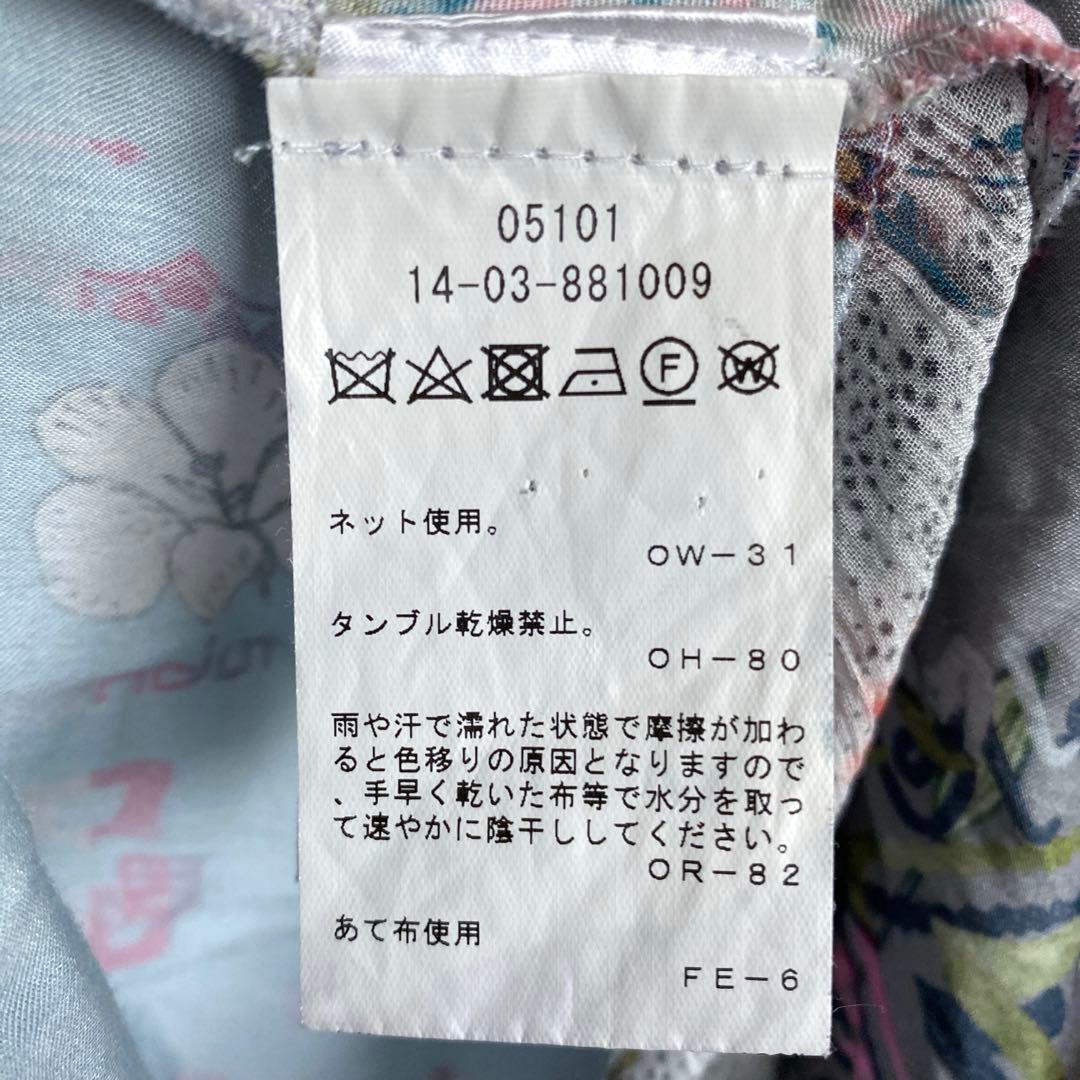 05101
14-03-881009
F
W
ネット使用。
OW-31
タンブル乾燥禁止。
OH-80
雨や汗で濡れた状態で摩擦が加わ
ると色移りの原因となりますので
、手早く乾いた布等で水分を取っ
て速やかに陰干ししてください。
OR-82
あて布使用
FE-6